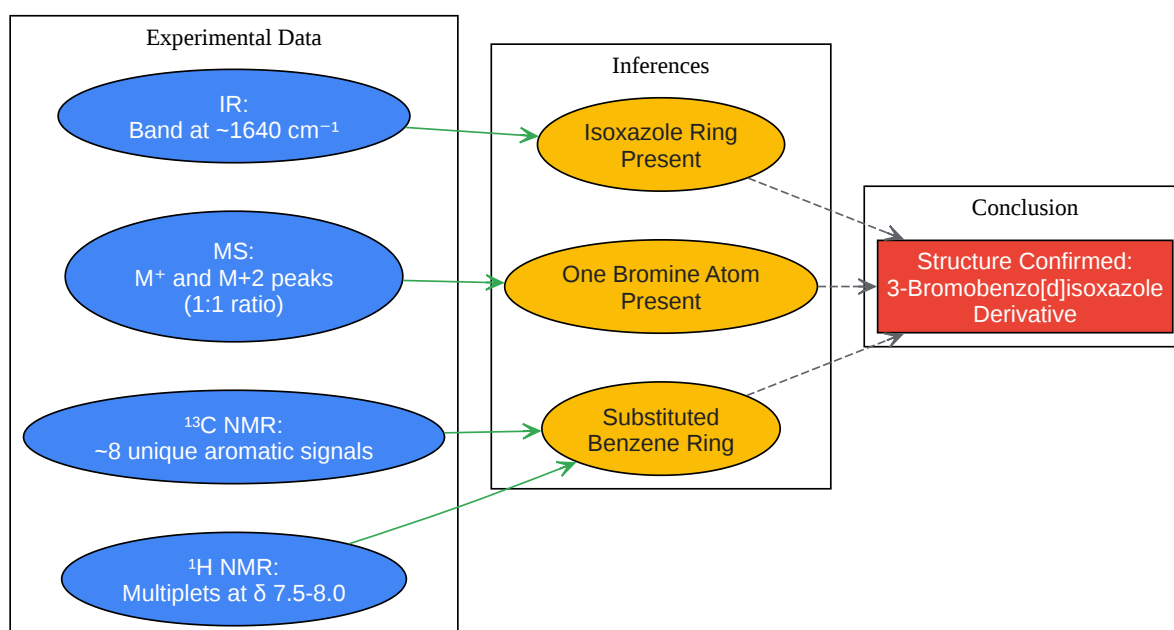 Experimental Data
IR:
Band at ~1640 cm⁻¹
MS:
M⁺ and M+2 peaks
(1:1 ratio)
¹³C NMR:
~8 unique aromatic signals
¹H NMR:
Multiplets at δ 7.5-8.0
Inferences
Isoxazole Ring
Present
One Bromine Atom
Present
Substituted
Benzene Ring
Conclusion
Structure Confirmed:
3-Bromobenzo[d]isoxazole
Derivative